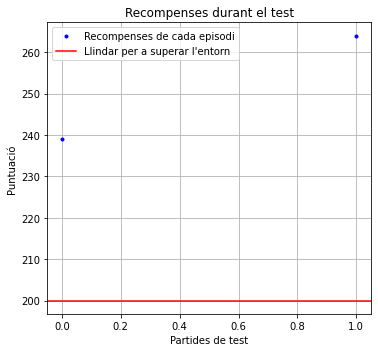 Recompenses durant el test
Recompenses de cada episodi
Llindar per a superar l'entorn
Puntuació
260
250
240
230
220
210
200
0.0 0.2 0.4 0.6 0.8 1.0
Partides de test